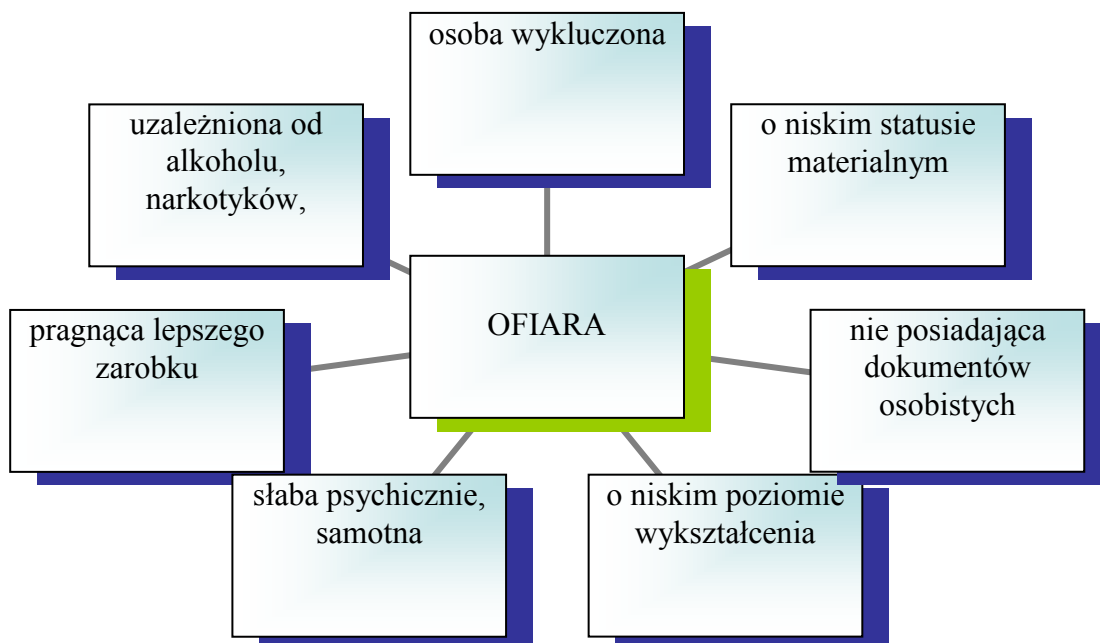 osoba wykluczona
uzależniona od
alkoholu,
narkotyków,
o niskim statusie
materialnym
OFIARA
pragnąca lepszego
zarobku
nie posiadająca
dokumentów
osobistych
słaba psychicznie,
samotna
o niskim poziomie
wykształcenia